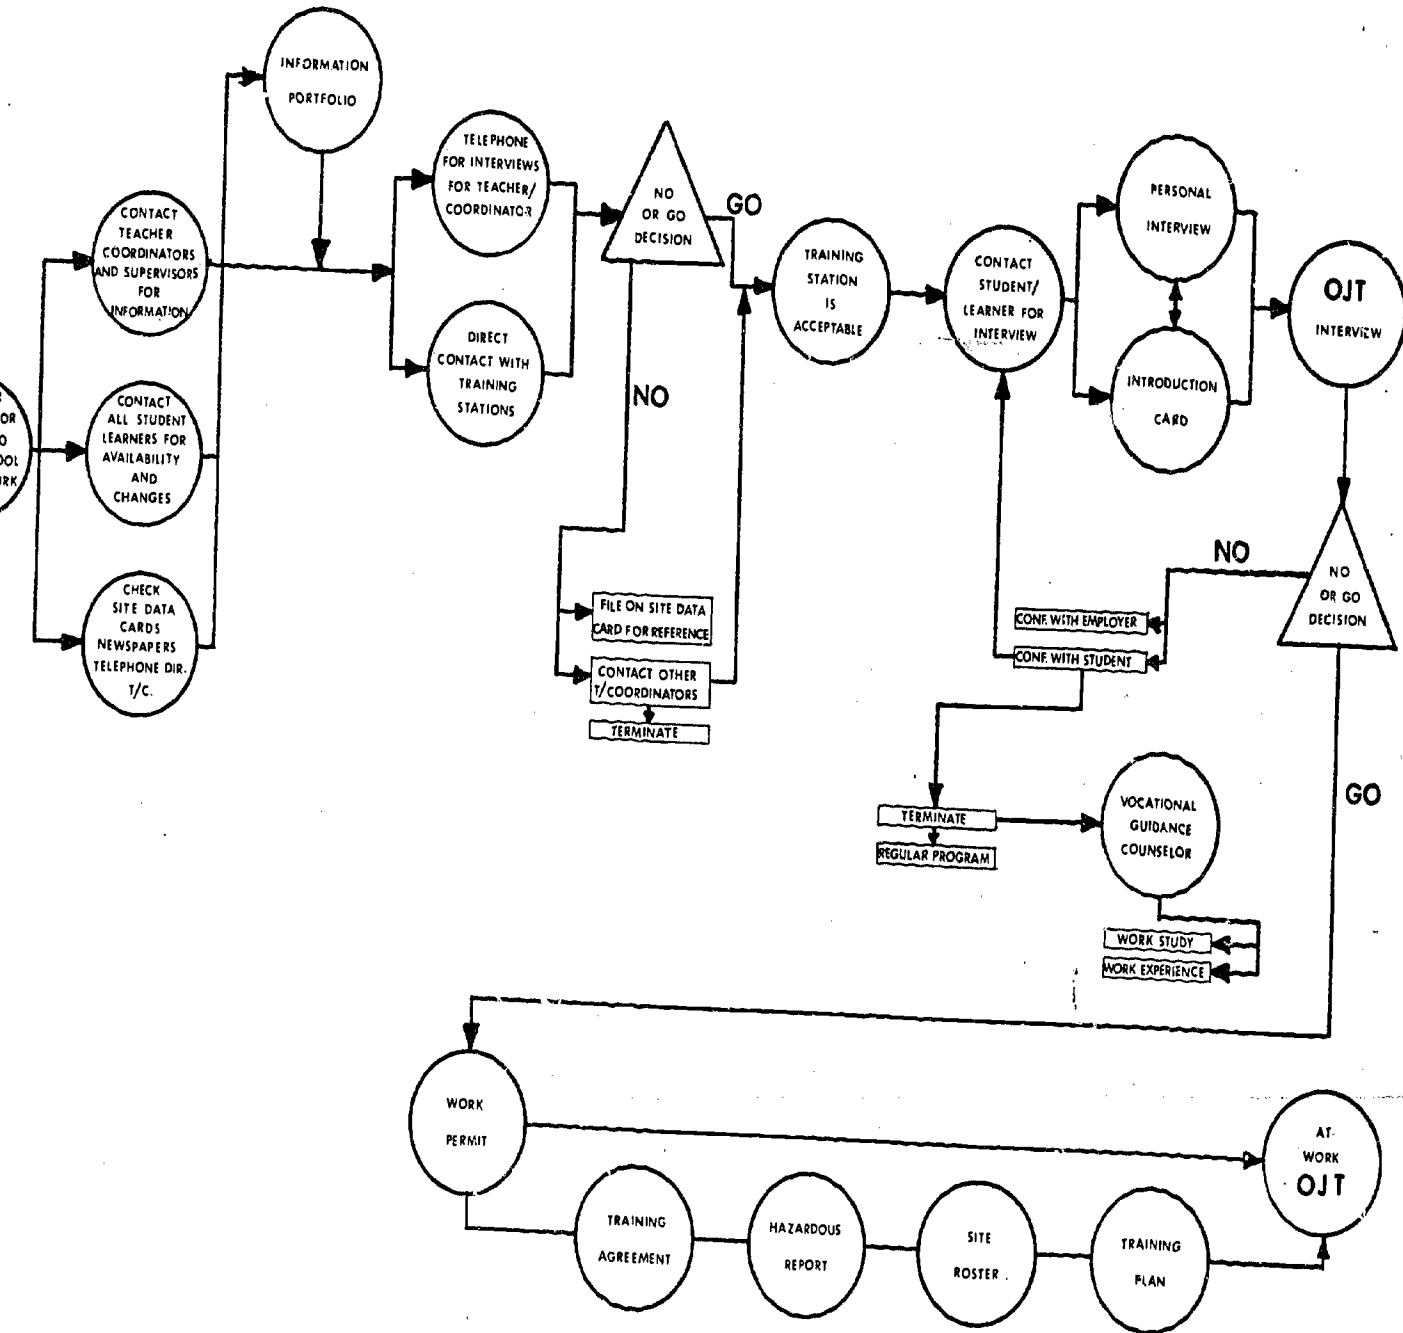 INFORMATION
PORTFOLIO
CONTACT
TEACHER
COORDINATORS
AND SUPERVISORS
FOR
INFORMATION
CONTACT
ALL STUDENT
LEARNERS FOR
AVAILABILITY
AND
CHANGES
CHECK
SITE DATA
CARDS
NEWSPAPERS
TELEPHONE DIR.
T/C.
TELEPHONE
FOR INTERVIEWS
FOR TEACHER/
COORDINATOR
DIRECT
CONTACT WITH
TRAINING
STATIONS
NO
OR GO
DECISION
GO
NO
FILE ON SITE DATA
CARD FOR REFERENCE
CONTACT OTHER
T/COORDINATORS
TERMINATE
TRAINING
STATION
IS
ACCEPTABLE
CONTACT
STUDENT/
LEARNER FOR
INTERVIEW
PERSONAL
INTERVIEW
INTRODUCTION
CARD
OJT
INTERVIEW
NO
OR GO
DECISION
NO
CONF. WITH EMPLOYER
CONF. WITH STUDENT
GO
TERMINATE
REGULAR PROGRAM
VOCATIONAL
GUIDANCE
COUNSELOR
WORK STUDY
WORK EXPERIENCE
WORK
PERMIT
TRAINING
AGREEMENT
HAZARDOUS
REPORT
SITE
ROSTER
TRAINING
PLAN
AT
WORK
OJT